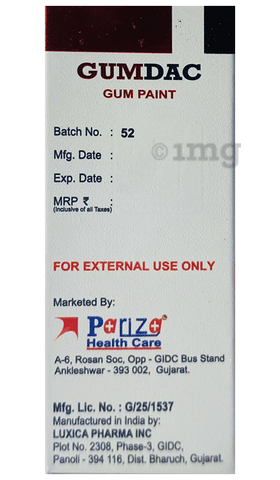 GUMDAC
GUM PAINT
Batch No. : 52
Mfg. Date :
Exp. Date :
MRP ₹ :
(Inclusive of all Taxes)
1mg
FOR EXTERNAL USE ONLY
Marketed By:
Pariza
Health Care
A-6, Rosan Soc, Opp - GIDC Bus Stand
Ankleshwar - 393 002, Gujarat.
Mfg. Lic. No. : G/25/1537
Manufactured in India by:
LUXICA PHARMA INC
Plot No. 2308, Phase-3, GIDC,
Panoli - 394 116, Dist. Bharuch, Gujarat.